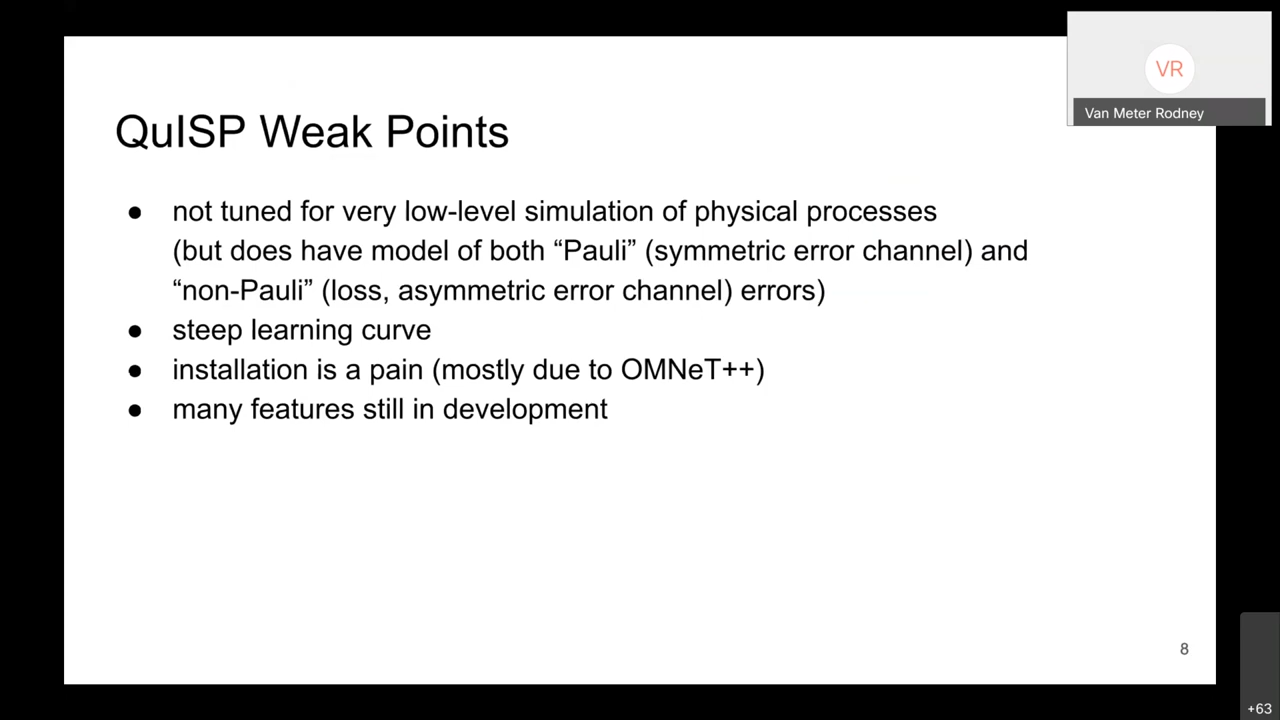 VR
Van Meter Rodney
QuISP Weak Points
● not tuned for very low-level simulation of physical processes
(but does have model of both “Pauli” (symmetric error channel) and
“non-Pauli” (loss, asymmetric error channel) errors)
● steep learning curve
● installation is a pain (mostly due to OMNeT++)
● many features still in development
8
+63